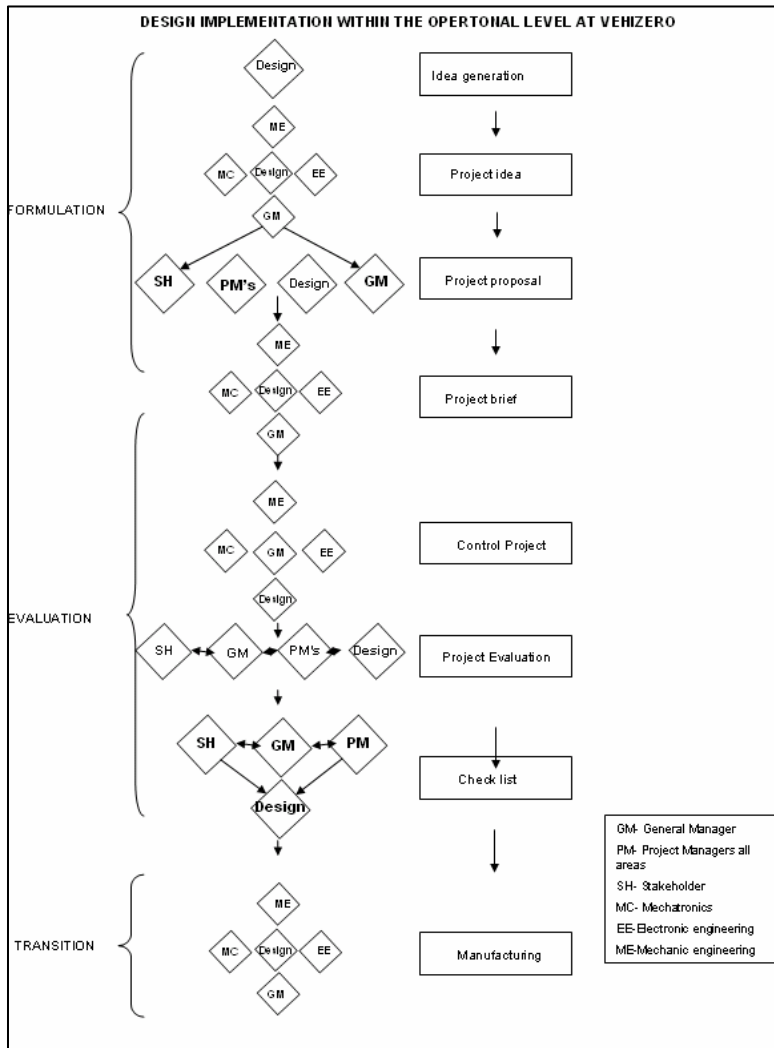 DESIGN IMPLEMENTATION WITHIN THE OPERTONAL LEVEL AT VEHIZERO
Design
Idea generation
ME
MC Design EE
Project idea
FORMULATION
GM
SH PM's Design GM
Project proposal
ME
MC Design EE
Project brief
GM
ME
MC GM EE
Control Project
Design
EVALUATION
SH GM PM's Design
Project Evaluation
SH GM PM
Check list
Design
GM- General Manager
PM- Project Managers all
areas
SH- Stakeholder
MC- Mechatronics
EE-Electronic engineering
ME-Mechanic engineering
ME
TRANSITION
MC Design EE
Manufacturing
GM